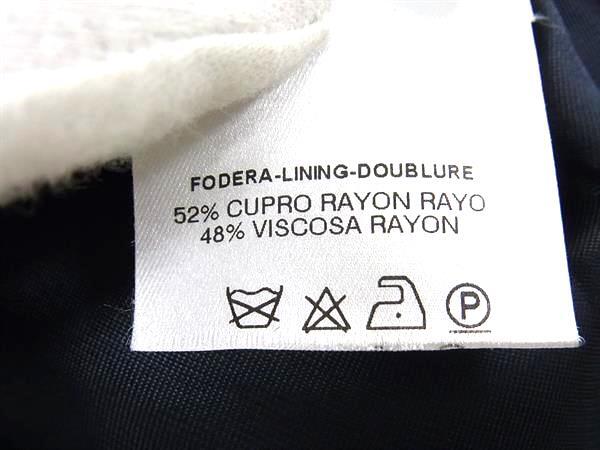 FODERA-LINING-DOUBLURE
52% CUPRO RAYON RAYO
48% VISCOSA RAYON
P